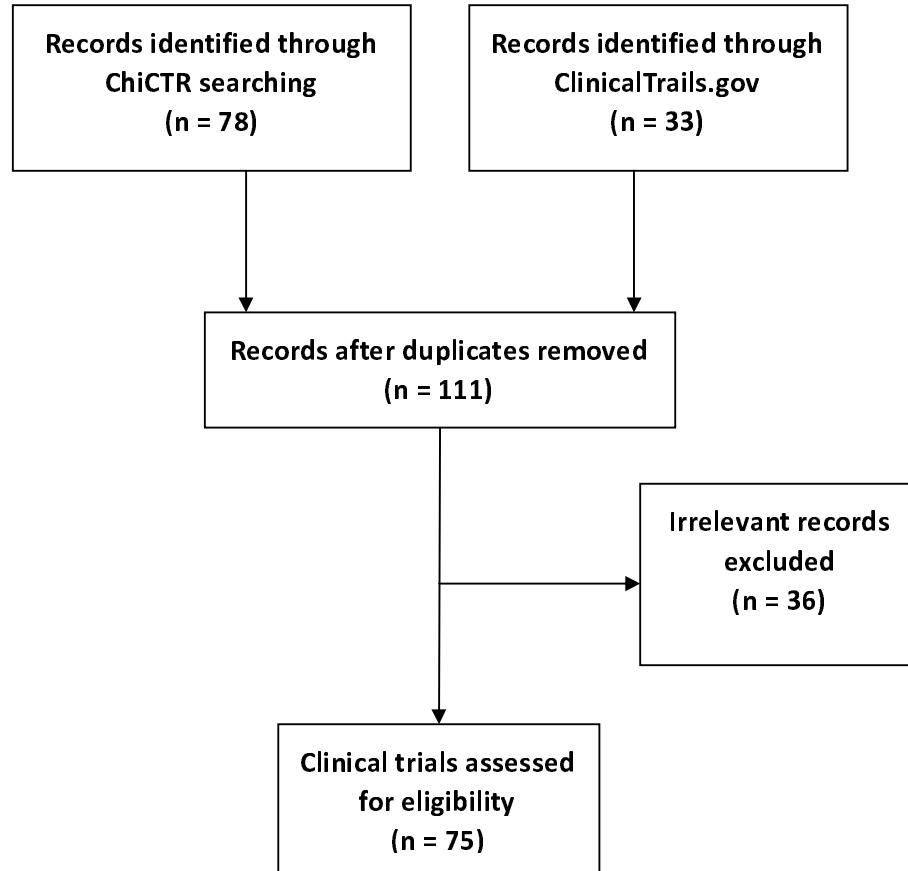 Records identified through
ChiCTR searching
(n = 78)
Records identified through
ClinicalTrails.gov
(n = 33)
Records after duplicates removed
(n = 111)
Irrelevant records
excluded
(n = 36)
Clinical trials assessed
for eligibility
(n = 75)